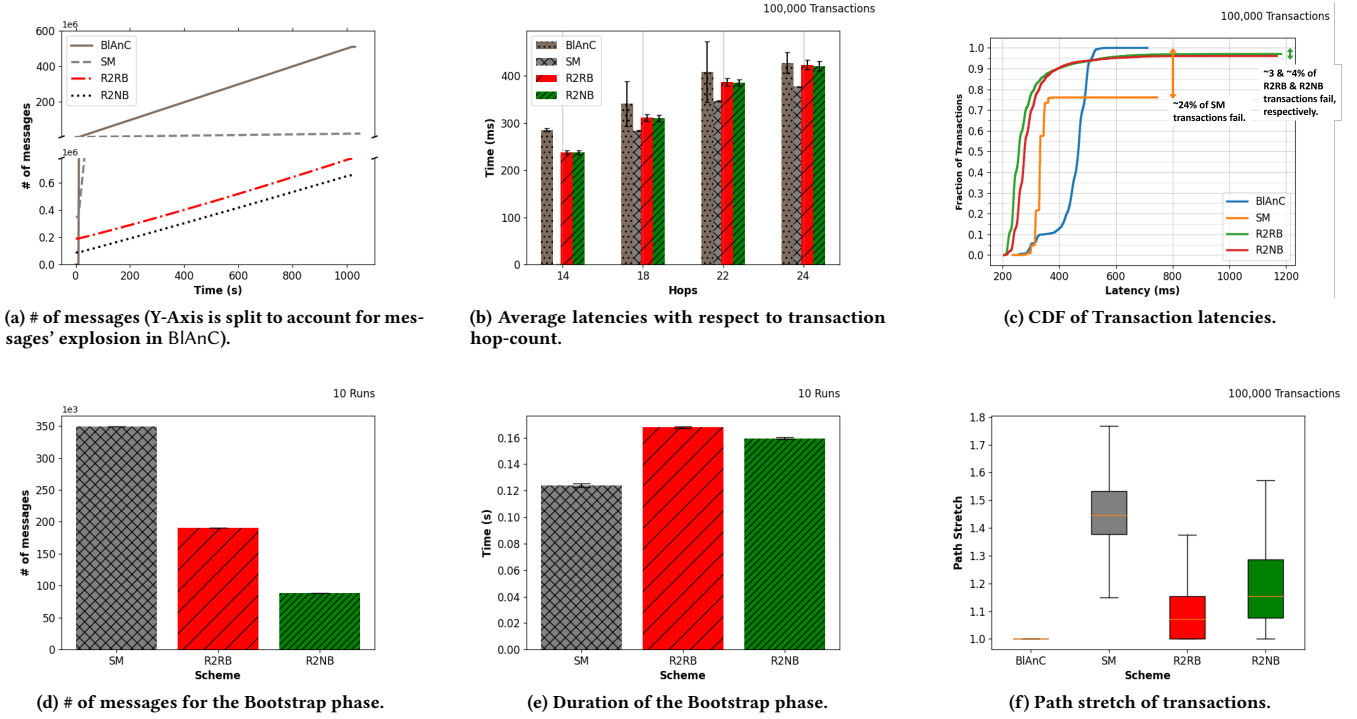 1e6
600
400
200
1e6
0.6
0.4
0.2
0.0
# of messages
BlAnC
SM
R2RB
R2NB
0 200 400 600 800 1000
Time (s)
(a) # of messages (Y-Axis is split to account for mes-
sages' explosion in BlAnC).
100,000 Transactions
400
300
200
100
0
Time (ms)
BlAnC
SM
R2RB
R2NB
14 18 22 24
Hops
(b) Average latencies with respect to transaction
hop-count.
100,000 Transactions
1.0
0.9
0.8
0.7
0.6
0.5
0.4
0.3
0.2
0.1
0.0
Fraction of Transactions
~24% of SM
transactions fail.
~3 & ~4% of
R2RB & R2NB
transactions fail,
respectively.
BlAnC
SM
R2RB
R2NB
200 400 600 800 1000 1200
Latency (ms)
(c) CDF of Transaction latencies.
10 Runs
1e3
350
300
250
200
150
100
50
0
# of messages
SM R2RB R2NB
Scheme
(d) # of messages for the Bootstrap phase.
10 Runs
0.16
0.14
0.12
0.10
0.08
0.06
0.04
0.02
0.00
Time (s)
SM R2RB R2NB
Scheme
(e) Duration of the Bootstrap phase.
100,000 Transactions
1.8
1.7
1.6
1.5
1.4
1.3
1.2
1.1
1.0
Path Stretch
BlAnC SM R2RB R2NB
Scheme
(f) Path stretch of transactions.